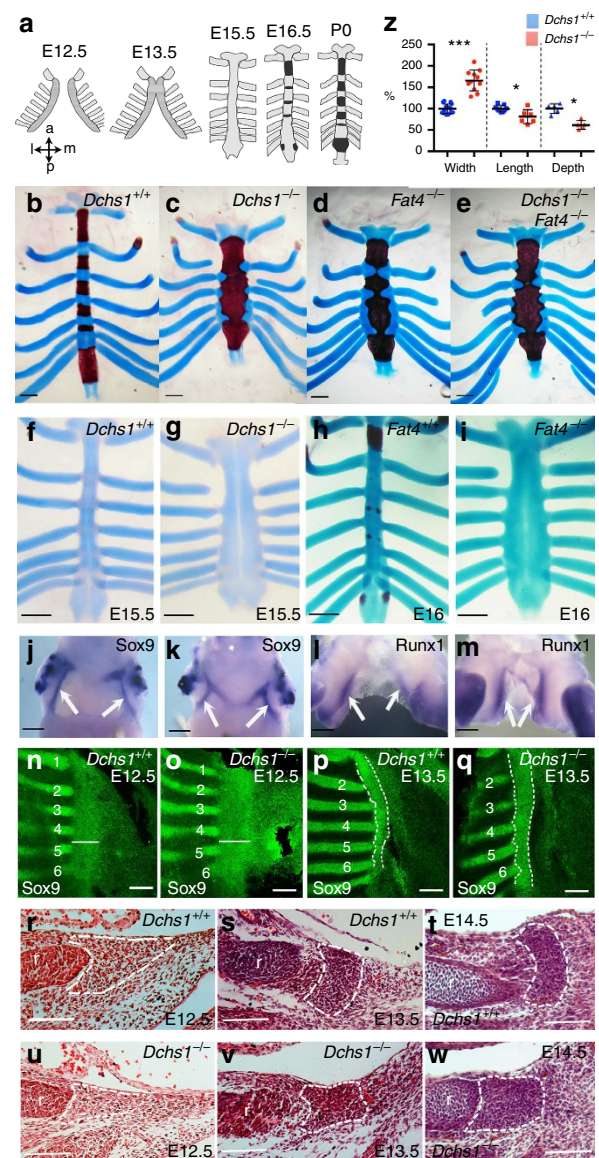 a
E12.5
E13.5
E15.5
E16.5
P0
a
l
m
p
z
Dchs1+/+
Dchs1−/−
250
200
150
100
50
0
%
***
*
*
Width
Length
Depth
b
Dchs1+/+
c
Dchs1−/−
d
Fat4−/−
e
Dchs1−/−
Fat4−/−
f
Dchs1+/+
E15.5
g
Dchs1−/−
E15.5
h
Fat4+/+
E16
i
Fat4−/−
E16
j
Sox9
k
Sox9
l
Runx1
m
Runx1
n
Dchs1+/+
E12.5
1
2
3
4
5
6
Sox9
o
Dchs1−/−
E12.5
1
2
3
4
5
6
Sox9
p
Dchs1+/+
E13.5
2
3
4
5
6
Sox9
q
Dchs1−/−
E13.5
2
3
4
5
6
Sox9
r
Dchs1+/+
r
E12.5
s
Dchs1+/+
r
E13.5
t
E14.5
r
Dchs1+/+
u
Dchs1−/−
r
E12.5
v
Dchs1−/−
r
E13.5
w
E14.5
r
Dchs1−/−